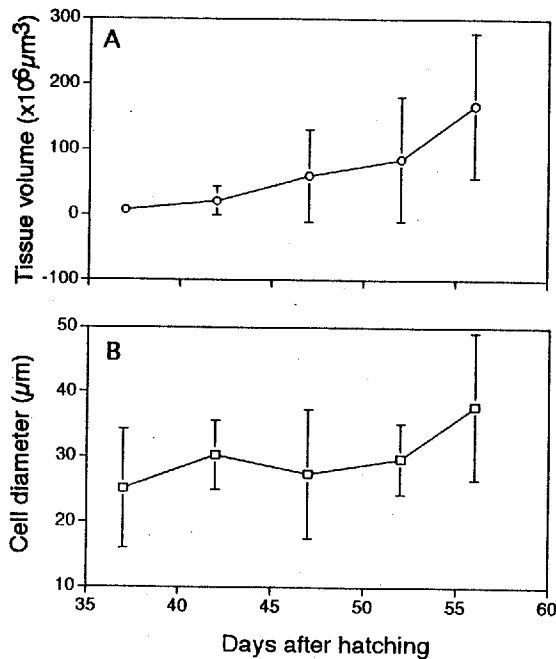 A
Tissue volume (x10⁶µm³)
300
200
100
0
-100
B
Cell diameter (µm)
50
40
30
20
10
35 40 45 50 55 60
Days after hatching